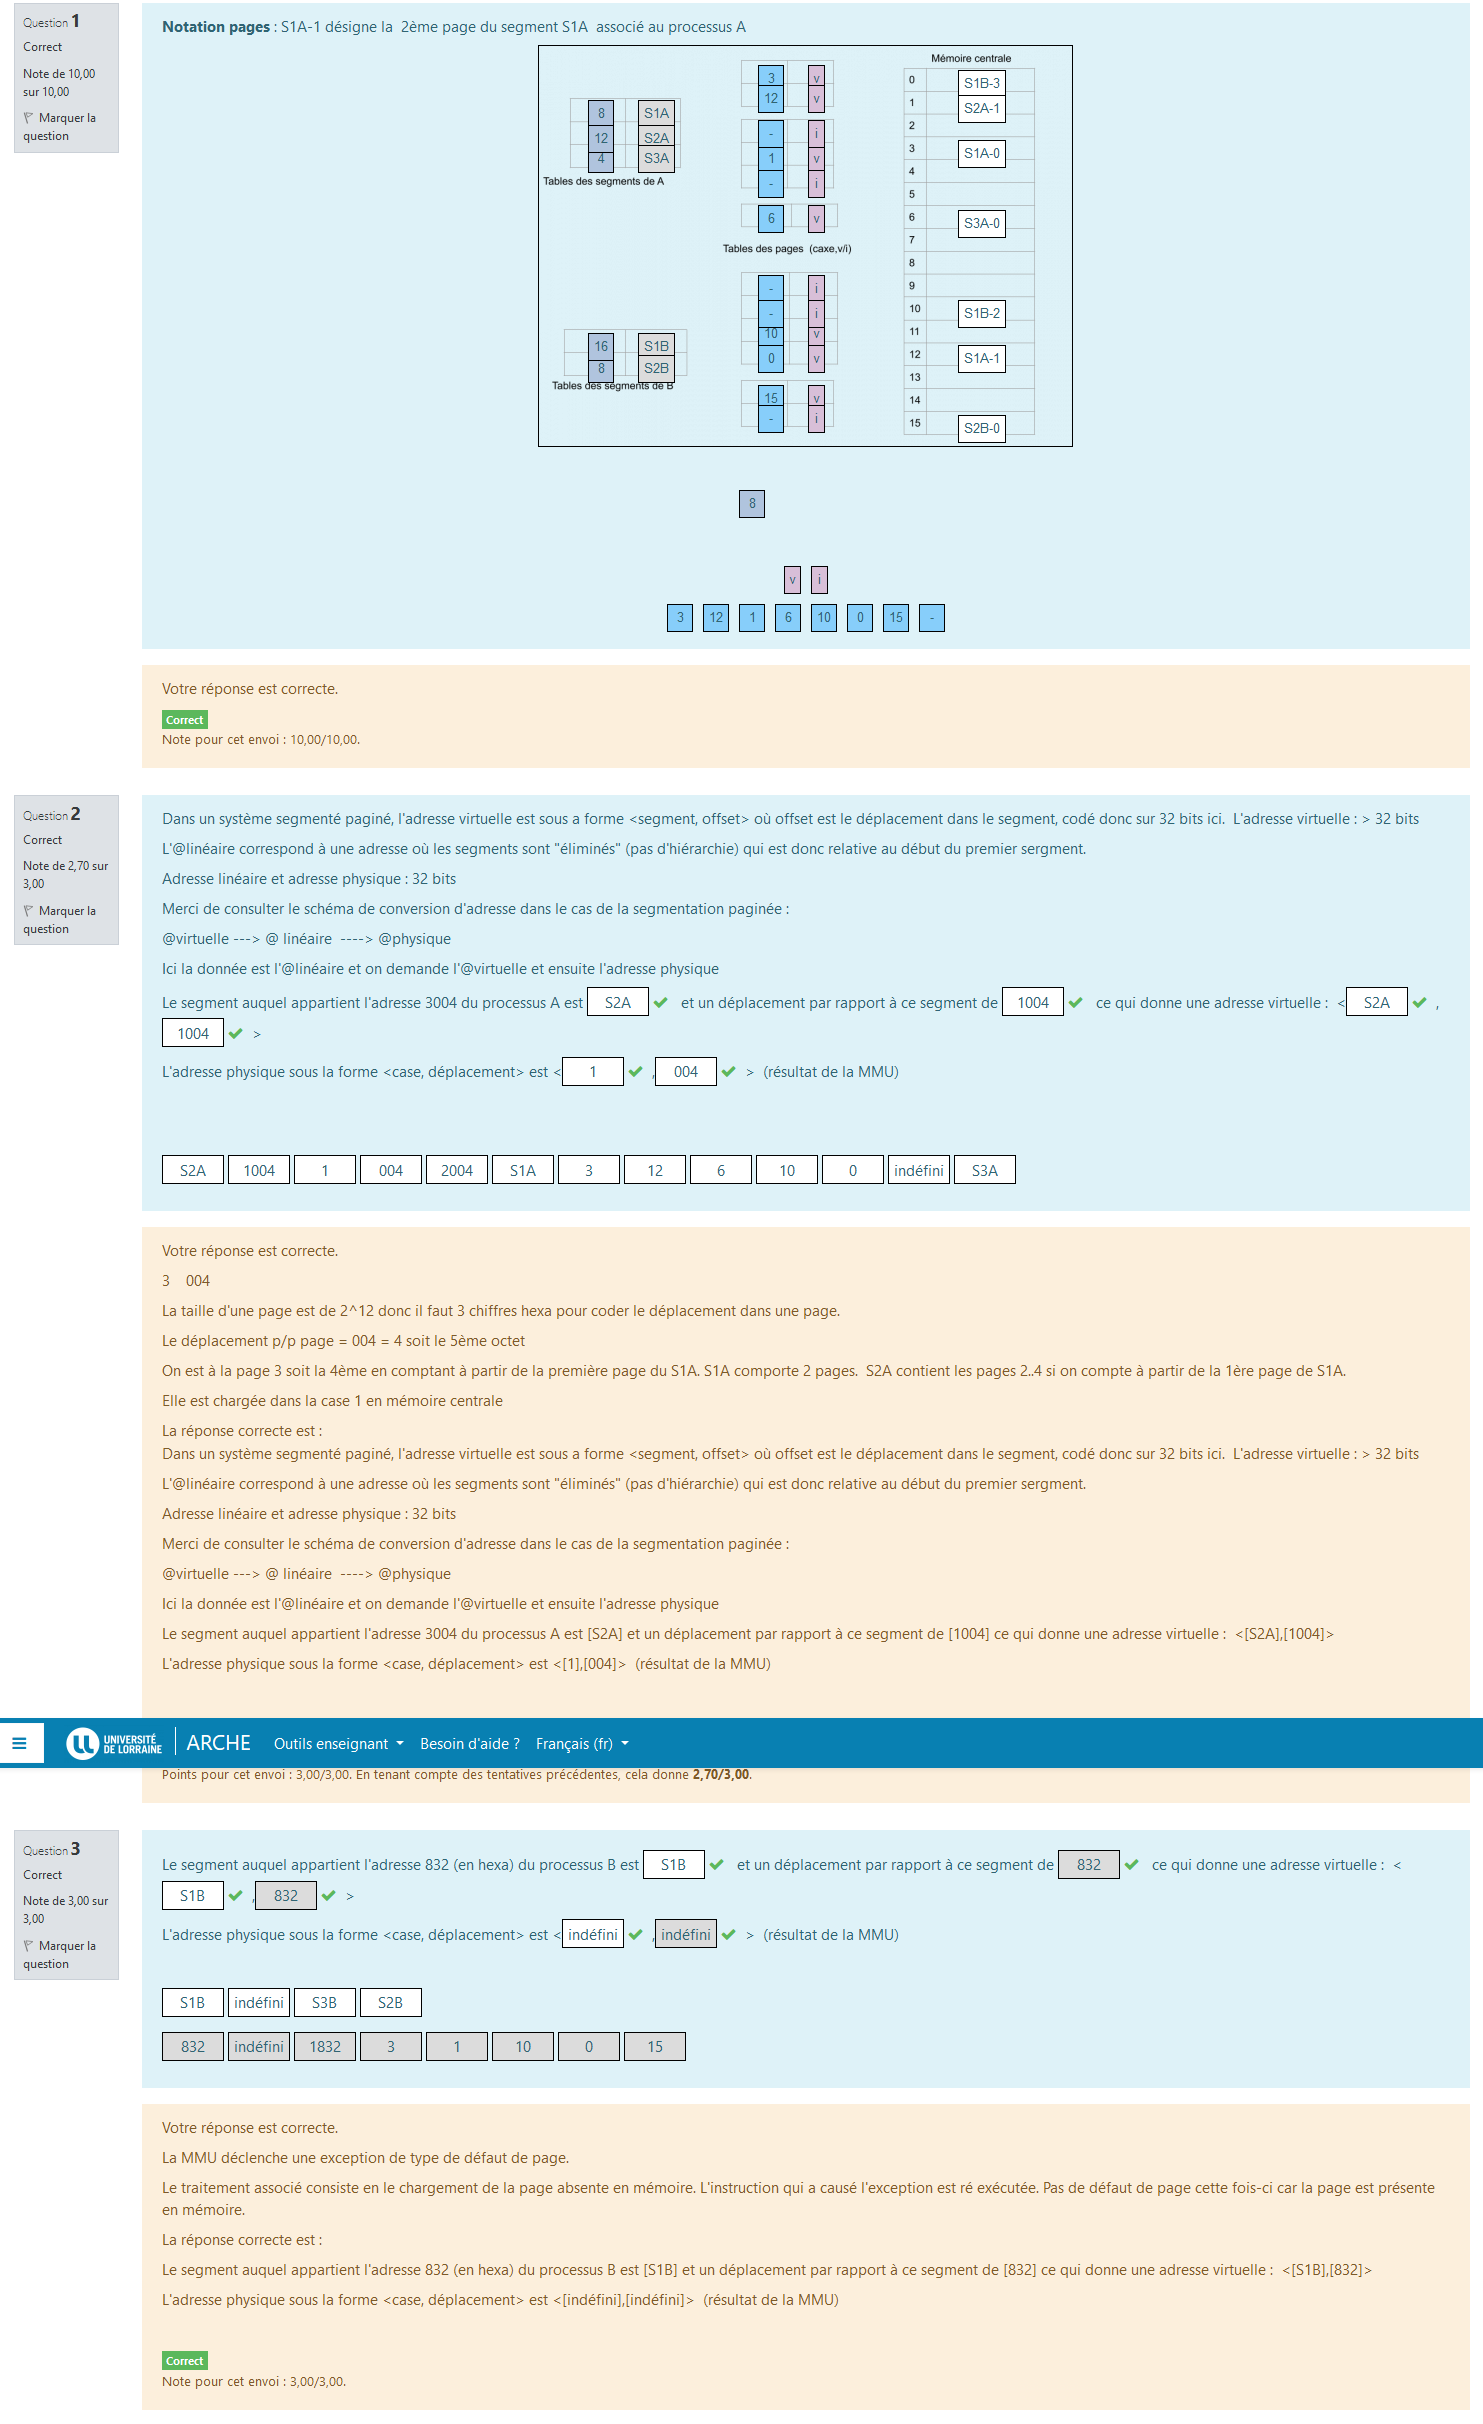 Question 1
Correct
Note de 10,00
sur 10,00
Marquer la
question
Notation pages : S1A-1 désigne la 2ème page du segment S1A associé au processus A
8 S1A
12 S2A
4 S3A
Tables des segments de A
16 S1B
8 S2B
Tables des segments de B
3 v
12 v
- i
1 v
- i
6 v
Tables des pages (caxe,v/i)
- i
- i
10 v
0 v
15 v
- i
Mémoire centrale
0 S1B-3
1 S2A-1
2
3 S1A-0
4
5
6 S3A-0
7
8
9
10 S1B-2
11
12 S1A-1
13
14
15 S2B-0
8
v i
3 12 1 6 10 0 15 -
Votre réponse est correcte.
Correct
Note pour cet envoi : 10,00/10,00.
Question 2
Correct
Note de 2,70 sur
3,00
Marquer la
question
Dans un système segmenté paginé, l'adresse virtuelle est sous a forme <segment, offset> où offset est le déplacement dans le segment, codé donc sur 32 bits ici. L'adresse virtuelle : > 32 bits
L'@linéaire correspond à une adresse où les segments sont "éliminés" (pas d'hiérarchie) qui est donc relative au début du premier sergment.
Adresse linéaire et adresse physique : 32 bits
Merci de consulter le schéma de conversion d'adresse dans le cas de la segmentation paginée :
@virtuelle ---> @ linéaire ----> @physique
Ici la donnée est l'@linéaire et on demande l'@virtuelle et ensuite l'adresse physique
Le segment auquel appartient l'adresse 3004 du processus A est S2A et un déplacement par rapport à ce segment de 1004 ce qui donne une adresse virtuelle : < S2A ,
1004 >
L'adresse physique sous la forme <case, déplacement> est < 1 , 004 > (résultat de la MMU)
S2A 1004 1 004 2004 S1A 3 12 6 10 0 indéfini S3A
Votre réponse est correcte.
3 004
La taille d'une page est de 2^12 donc il faut 3 chiffres hexa pour coder le déplacement dans une page.
Le déplacement p/p page = 004 = 4 soit le 5ème octet
On est à la page 3 soit la 4ème en comptant à partir de la première page du S1A. S1A comporte 2 pages. S2A contient les pages 2..4 si on compte à partir de la 1ère page de S1A.
Elle est chargée dans la case 1 en mémoire centrale
La réponse correcte est :
Dans un système segmenté paginé, l'adresse virtuelle est sous a forme <segment, offset> où offset est le déplacement dans le segment, codé donc sur 32 bits ici. L'adresse virtuelle : > 32 bits
L'@linéaire correspond à une adresse où les segments sont "éliminés" (pas d'hiérarchie) qui est donc relative au début du premier sergment.
Adresse linéaire et adresse physique : 32 bits
Merci de consulter le schéma de conversion d'adresse dans le cas de la segmentation paginée :
@virtuelle ---> @ linéaire ----> @physique
Ici la donnée est l'@linéaire et on demande l'@virtuelle et ensuite l'adresse physique
Le segment auquel appartient l'adresse 3004 du processus A est [S2A] et un déplacement par rapport à ce segment de [1004] ce qui donne une adresse virtuelle : <[S2A],[1004]>
L'adresse physique sous la forme <case, déplacement> est <[1],[004]> (résultat de la MMU)
UNIVERSITÉ
DE LORRAINE
ARCHE Outils enseignant Besoin d'aide ? Français (fr)
Points pour cet envoi : 3,00/3,00. En tenant compte des tentatives précédentes, cela donne 2,70/3,00.
Question 3
Correct
Note de 3,00 sur
3,00
Marquer la
question
Le segment auquel appartient l'adresse 832 (en hexa) du processus B est S1B et un déplacement par rapport à ce segment de 832 ce qui donne une adresse virtuelle : <
S1B , 832 >
L'adresse physique sous la forme <case, déplacement> est < indéfini , indéfini > (résultat de la MMU)
S1B indéfini S3B S2B
832 indéfini 1832 3 1 10 0 15
Votre réponse est correcte.
La MMU déclenche une exception de type de défaut de page.
Le traitement associé consiste en le chargement de la page absente en mémoire. L'instruction qui a causé l'exception est ré exécutée. Pas de défaut de page cette fois-ci car la page est présente
en mémoire.
La réponse correcte est :
Le segment auquel appartient l'adresse 832 (en hexa) du processus B est [S1B] et un déplacement par rapport à ce segment de [832] ce qui donne une adresse virtuelle : <[S1B],[832]>
L'adresse physique sous la forme <case, déplacement> est <[indéfini],[indéfini]> (résultat de la MMU)
Correct
Note pour cet envoi : 3,00/3,00.